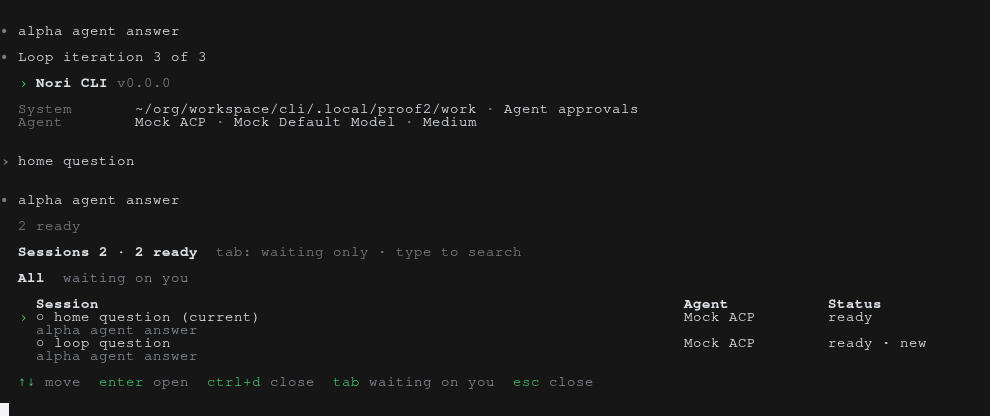 • alpha agent answer
• Loop iteration 3 of 3
› Nori CLI v0.0.0
System ~/org/workspace/cli/.local/proof2/work · Agent approvals
Agent Mock ACP · Mock Default Model · Medium
› home question
• alpha agent answer
2 ready
Sessions 2 · 2 ready tab: waiting only · type to search
All waiting on you
Session Agent Status
› ○ home question (current) Mock ACP ready
alpha agent answer
○ loop question Mock ACP ready · new
alpha agent answer
↑↓ move enter open ctrl+d close tab waiting on you esc close